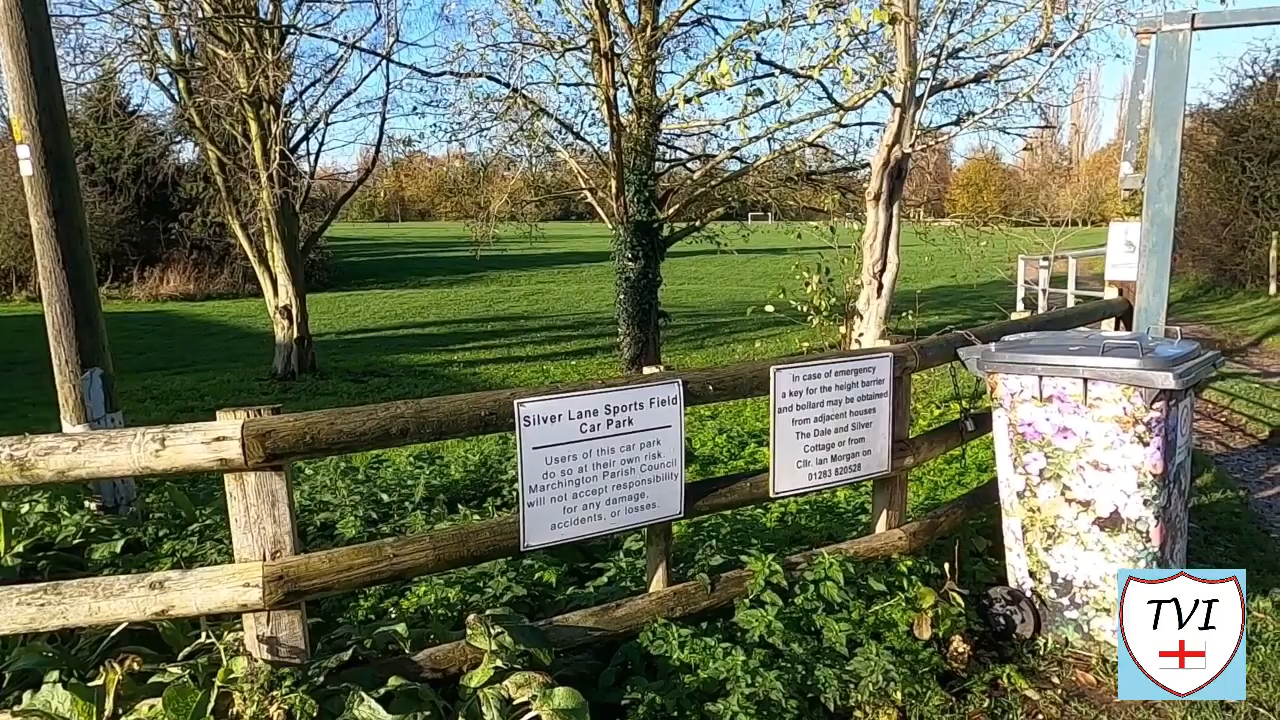 Silver Lane Sports Field
Car Park
Users of this car park
do so at their own risk.
Marchington Parish Council
will not accept responsibility
for any damage,
accidents, or losses.
In case of emergency
a key for the height barrier
and bollard may be obtained
from adjacent houses
The Dale and Silver
Cottage or from
Cllr. Ian Morgan on
01283 820528
TVI